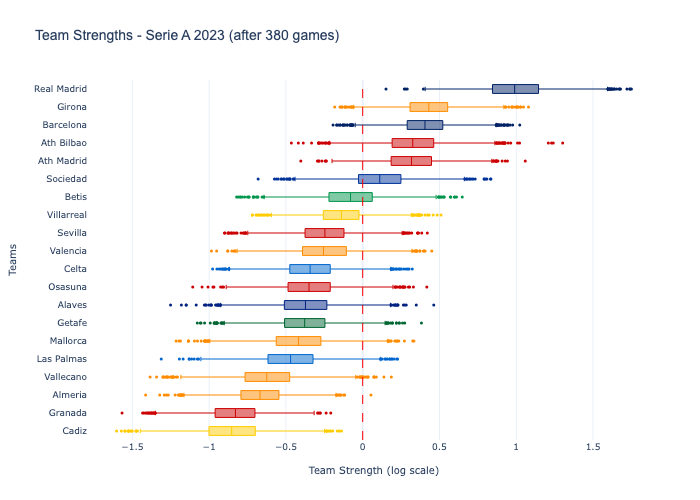 Team Strengths - Serie A 2023 (after 380 games)
Real Madrid
Girona
Barcelona
Ath Bilbao
Ath Madrid
Sociedad
Betis
Villarreal
Sevilla
Valencia
Celta
Osasuna
Alaves
Getafe
Mallorca
Las Palmas
Vallecano
Almeria
Granada
Cadiz
Teams
−1.5 −1 −0.5 0 0.5 1 1.5
Team Strength (log scale)